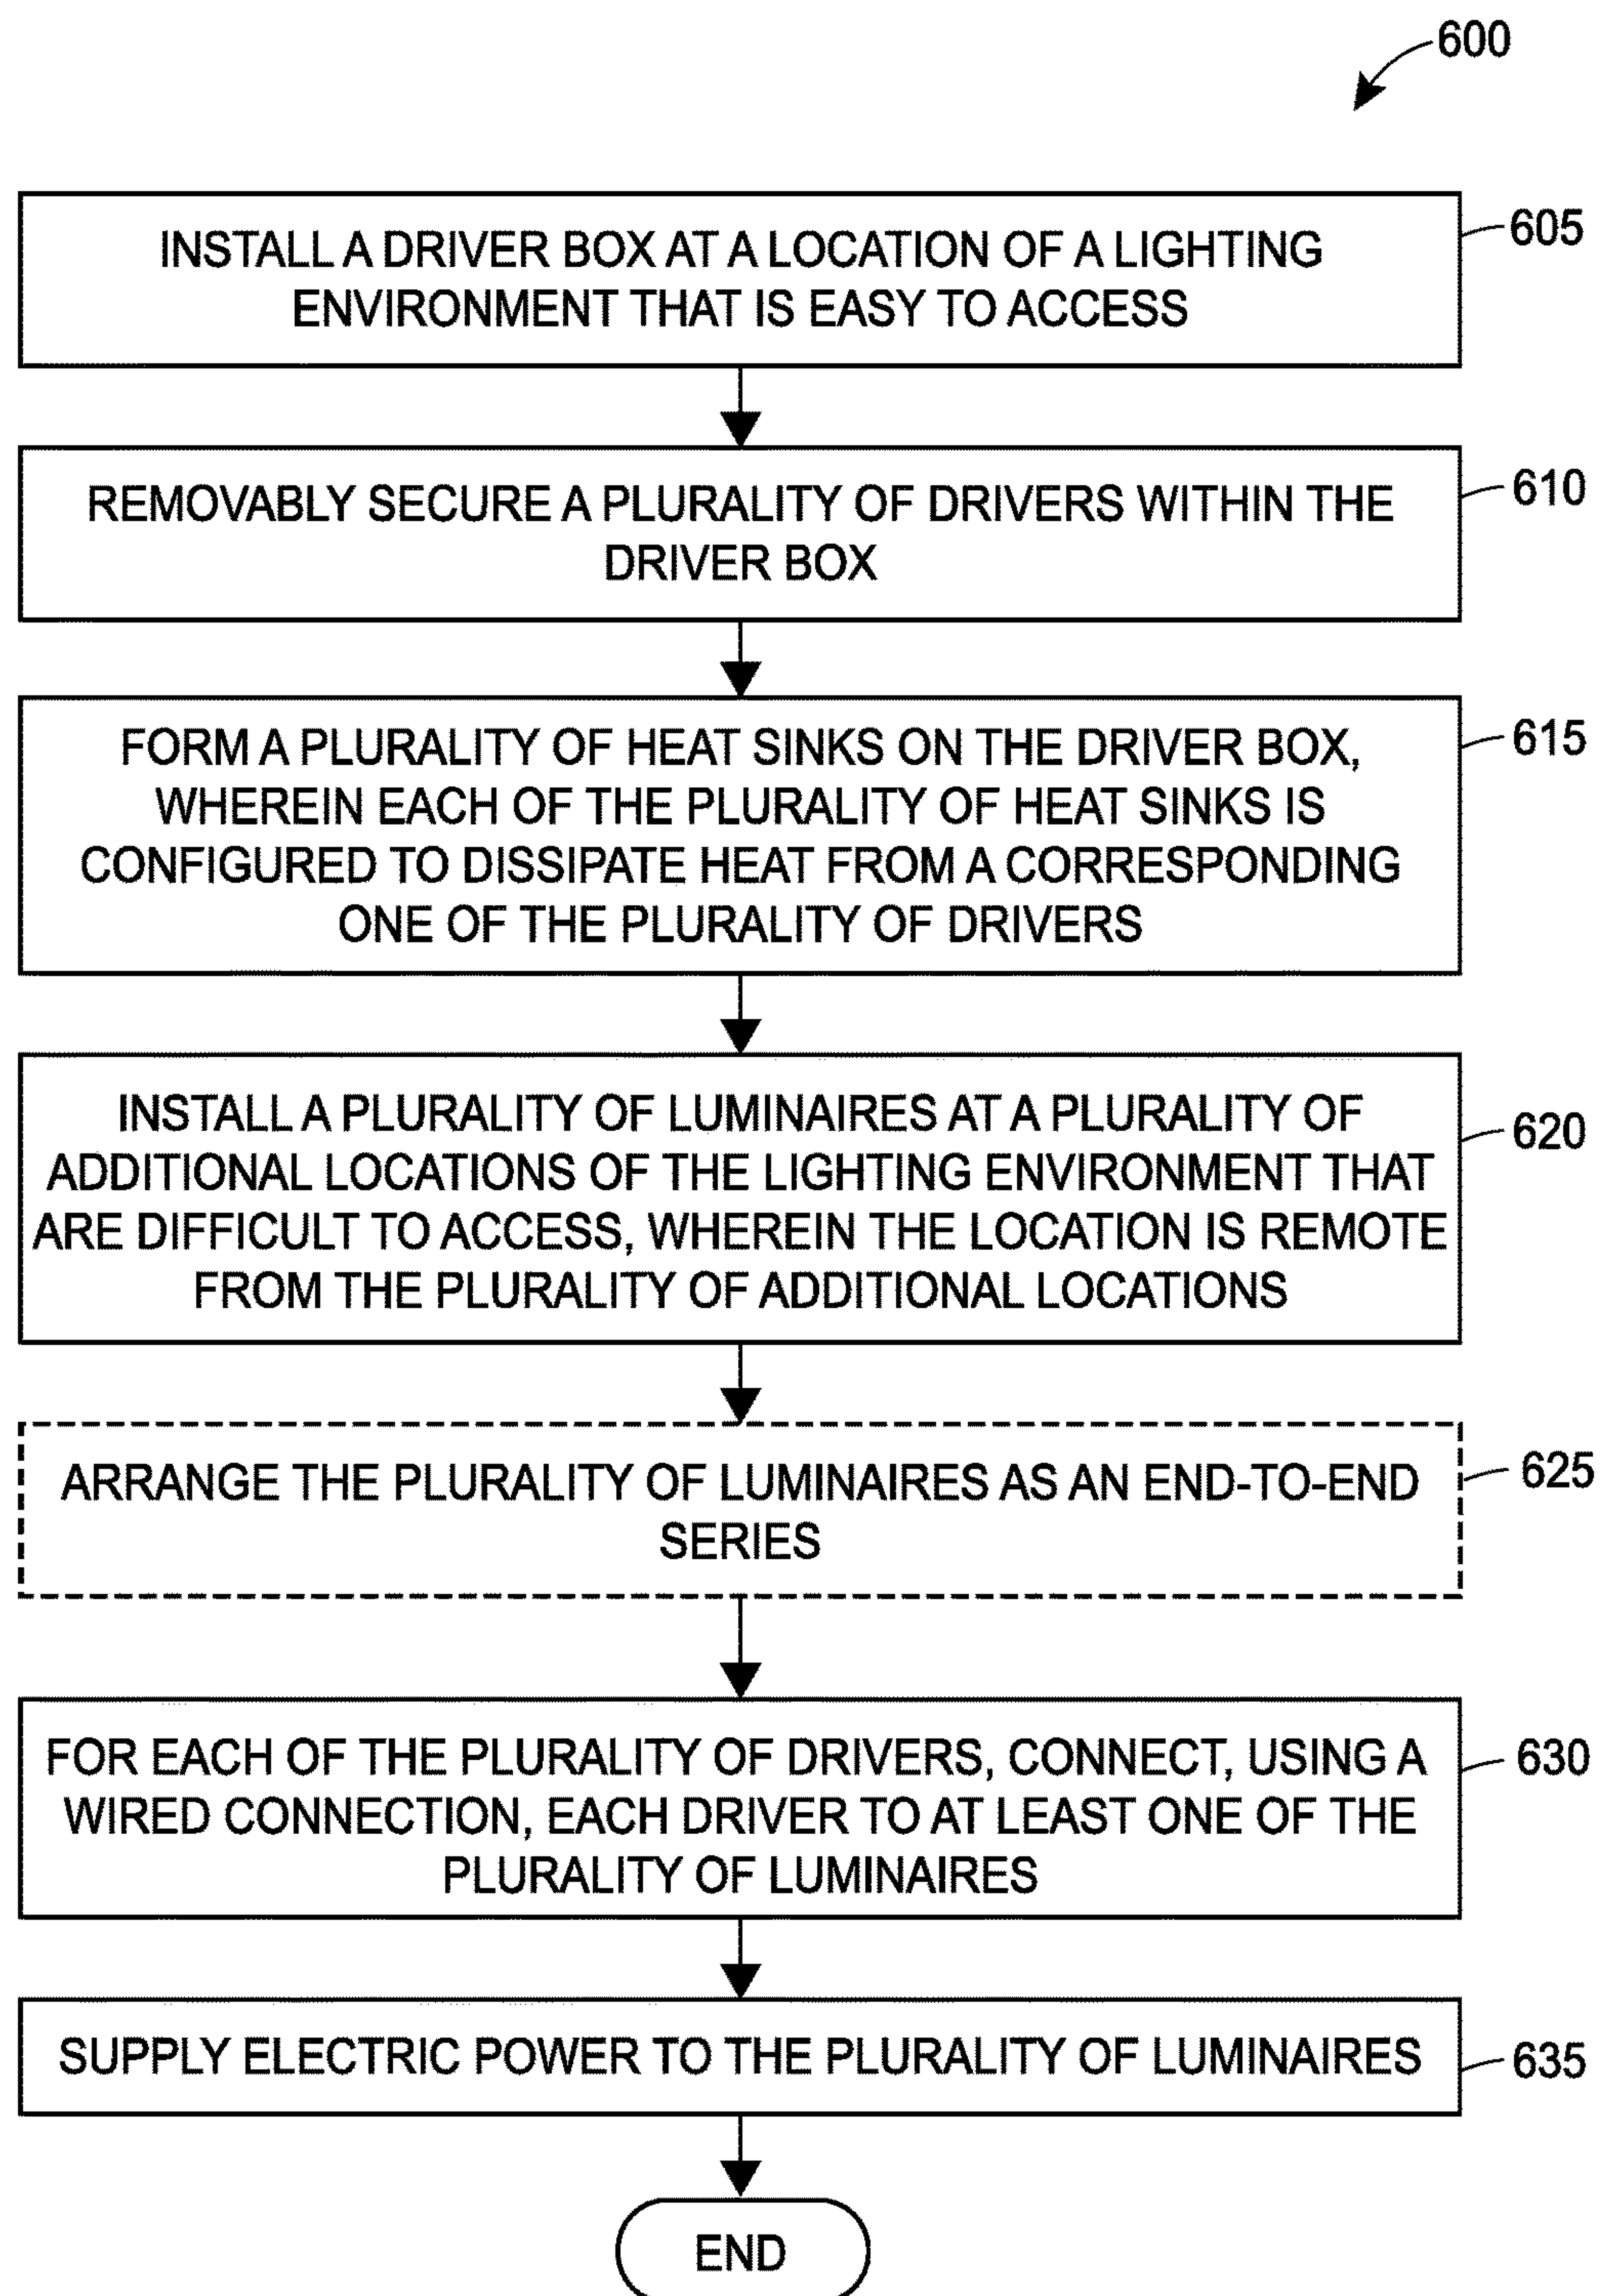 600
INSTALL A DRIVER BOX AT A LOCATION OF A LIGHTING
ENVIRONMENT THAT IS EASY TO ACCESS
605
REMOVABLY SECURE A PLURALITY OF DRIVERS WITHIN THE
DRIVER BOX
610
FORM A PLURALITY OF HEAT SINKS ON THE DRIVER BOX,
WHEREIN EACH OF THE PLURALITY OF HEAT SINKS IS
CONFIGURED TO DISSIPATE HEAT FROM A CORRESPONDING
ONE OF THE PLURALITY OF DRIVERS
615
INSTALL A PLURALITY OF LUMINAIRES AT A PLURALITY OF
ADDITIONAL LOCATIONS OF THE LIGHTING ENVIRONMENT THAT
ARE DIFFICULT TO ACCESS, WHEREIN THE LOCATION IS REMOTE
FROM THE PLURALITY OF ADDITIONAL LOCATIONS
620
ARRANGE THE PLURALITY OF LUMINAIRES AS AN END-TO-END
SERIES
625
FOR EACH OF THE PLURALITY OF DRIVERS, CONNECT, USING A
WIRED CONNECTION, EACH DRIVER TO AT LEAST ONE OF THE
PLURALITY OF LUMINAIRES
630
SUPPLY ELECTRIC POWER TO THE PLURALITY OF LUMINAIRES
635
END